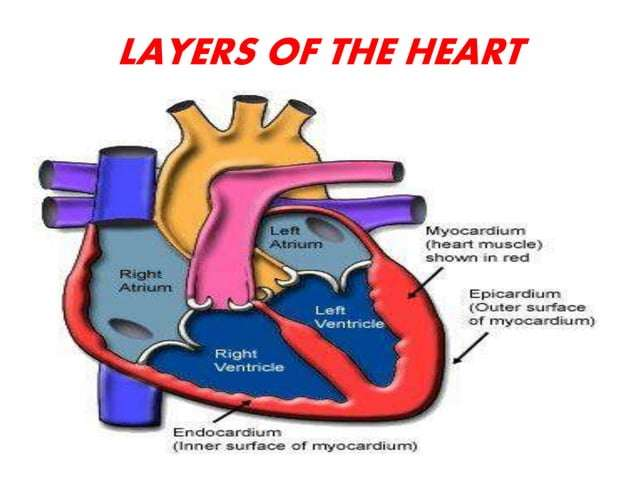 LAYERS OF THE HEART
Left
Atrium
Right
Atrium
Myocardium
(heart muscle)
shown in red
Epicardium
(Outer surface
of myocardium)
Left
Ventricle
Right
Ventricle
Endocardium
(Inner surface of myocardium)